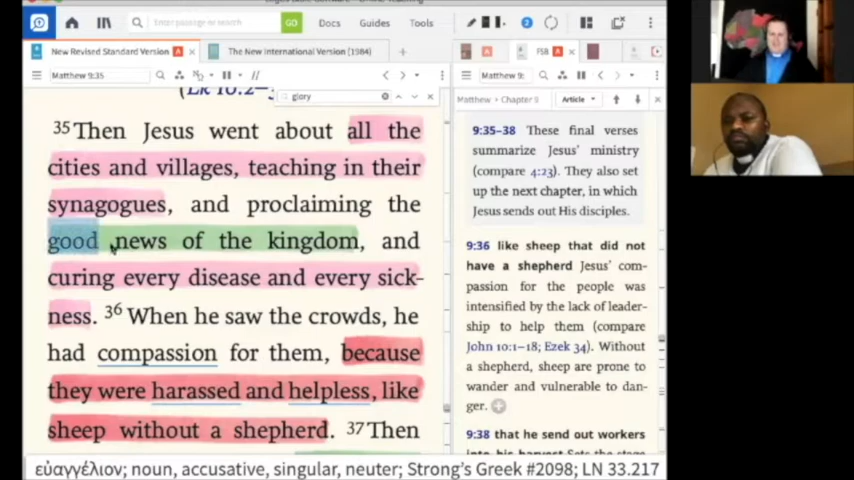 Enter passage or search
GO
Docs
Guides
Tools
2
New Revised Standard Version A
The New International Version (1984)
FSB A
Matthew 9:35
Matthew 9:
glory
35 Then Jesus went about all the
cities and villages, teaching in their
synagogues, and proclaiming the
good news of the kingdom, and
curing every disease and every sick-
ness. 36 When he saw the crowds, he
had compassion for them, because
they were harassed and helpless, like
sheep without a shepherd. 37 Then
Matthew • Chapter 9
Article
9:35–38 These final verses
summarize Jesus' ministry
(compare 4:23). They also set
up the next chapter, in which
Jesus sends out His disciples.
9:36 like sheep that did not
have a shepherd Jesus' com-
passion for the people was
intensified by the lack of leader-
ship to help them (compare
John 10:1–18; Ezek 34). Without
a shepherd, sheep are prone to
wander and vulnerable to dan-
ger.
9:38 that he send out workers
εὐαγγέλιον; noun, accusative, singular, neuter; Strong's Greek #2098; LN 33.217